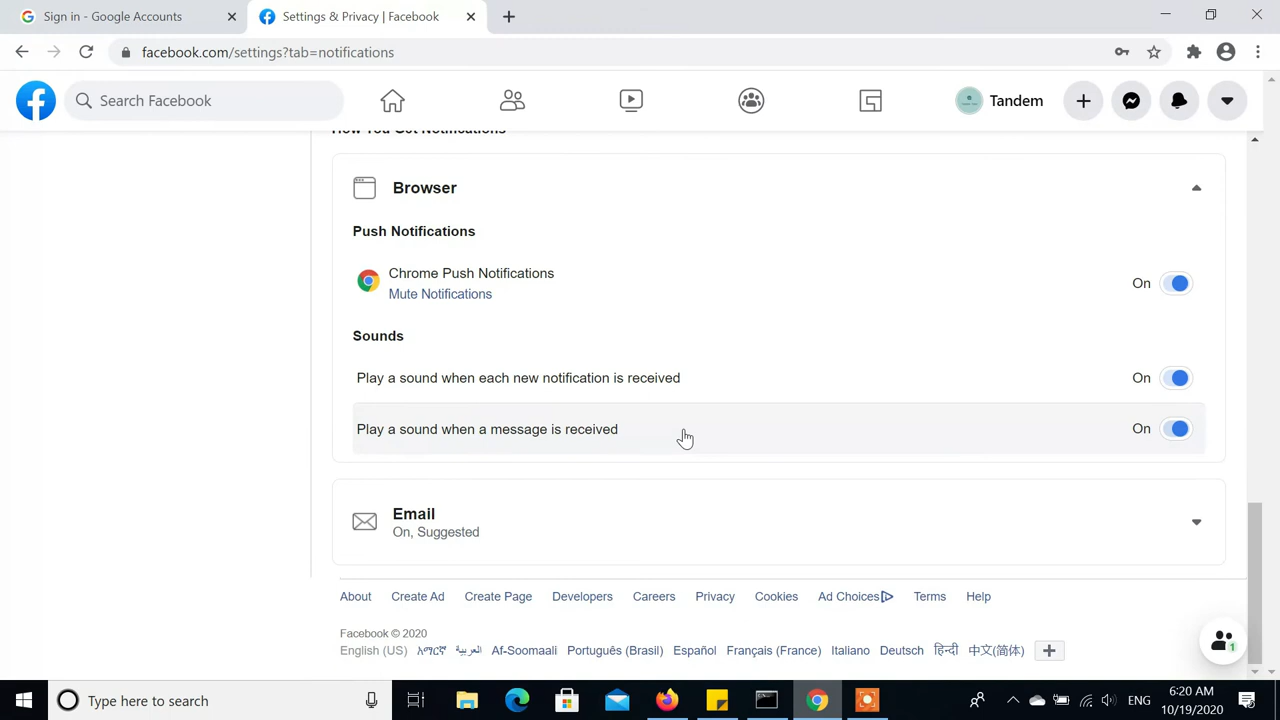 Sign in - Google Accounts
Settings & Privacy | Facebook
facebook.com/settings?tab=notifications
Search Facebook
Tandem
How You Get Notifications
Browser
Push Notifications
Chrome Push Notifications
Mute Notifications
On
Sounds
Play a sound when each new notification is received
On
Play a sound when a message is received
On
Email
On, Suggested
About Create Ad Create Page Developers Careers Privacy Cookies Ad Choices Terms Help
Facebook © 2020
English (US) አማርኛ العربية Af-Soomaali Português (Brasil) Español Français (France) Italiano Deutsch हिन्दी 中文(简体)
1
Type here to search
ENG
6:20 AM
10/19/2020